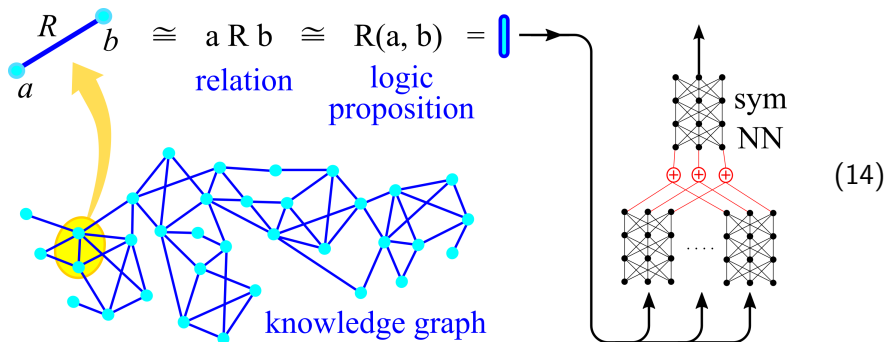 R
a
b
≅ a R b ≅ R(a, b) =
relation
logic
proposition
sym
NN
⊕ ⊕ ⊕
(14)
. . . .
knowledge graph